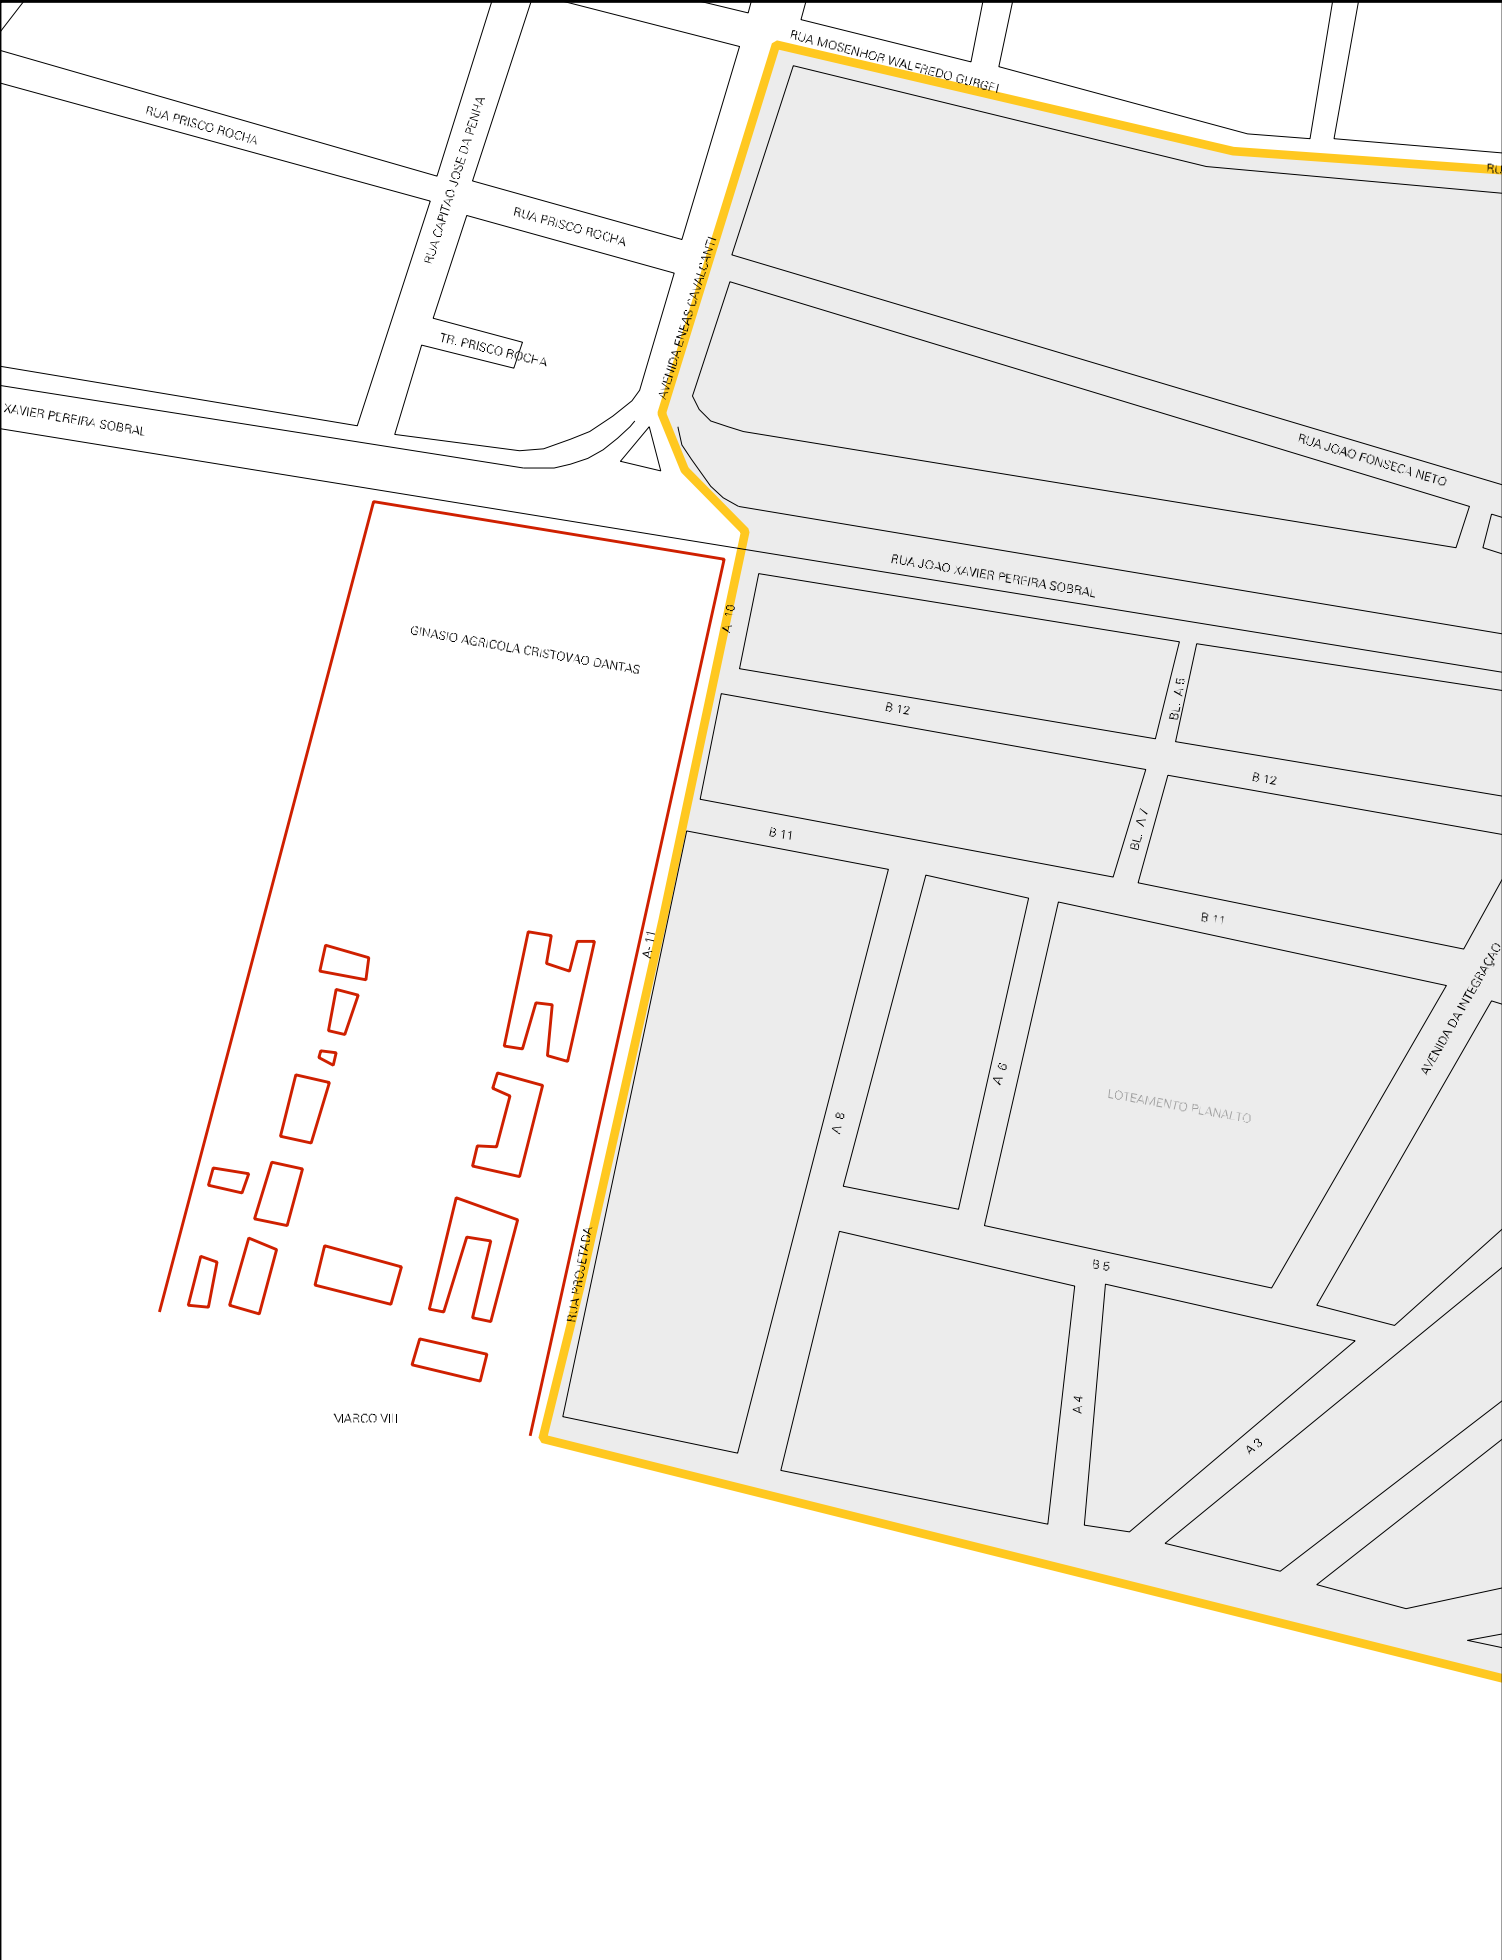 RUA MOSENHOR WALFREDO GURGEL
RUA PRISCO ROCHA
RUA CAPITAO JOSE DA PENHA
RU
RUA PRISCO ROCHA
AVENIDA ENEAS CAVALCANTI
TR. PRISCO ROCHA
XAVIER PEREIRA SOBRAL
RUA JOAO FONSECA NETO
RUA JOAO XAVIER PEREIRA SOBRAL
A- 10
GINASIO AGRICOLA CRISTOVAO DANTAS
BL. A 5
B 12
B 12
BL. A 7
B 11
B 11
A- 11
AVENIDA DA INTEGRAÇAO
A 6
LOTEAMENTO PLANALTO
A 8
RUA PROJETADA
B 5
A 4
MARCO VIII
A 3